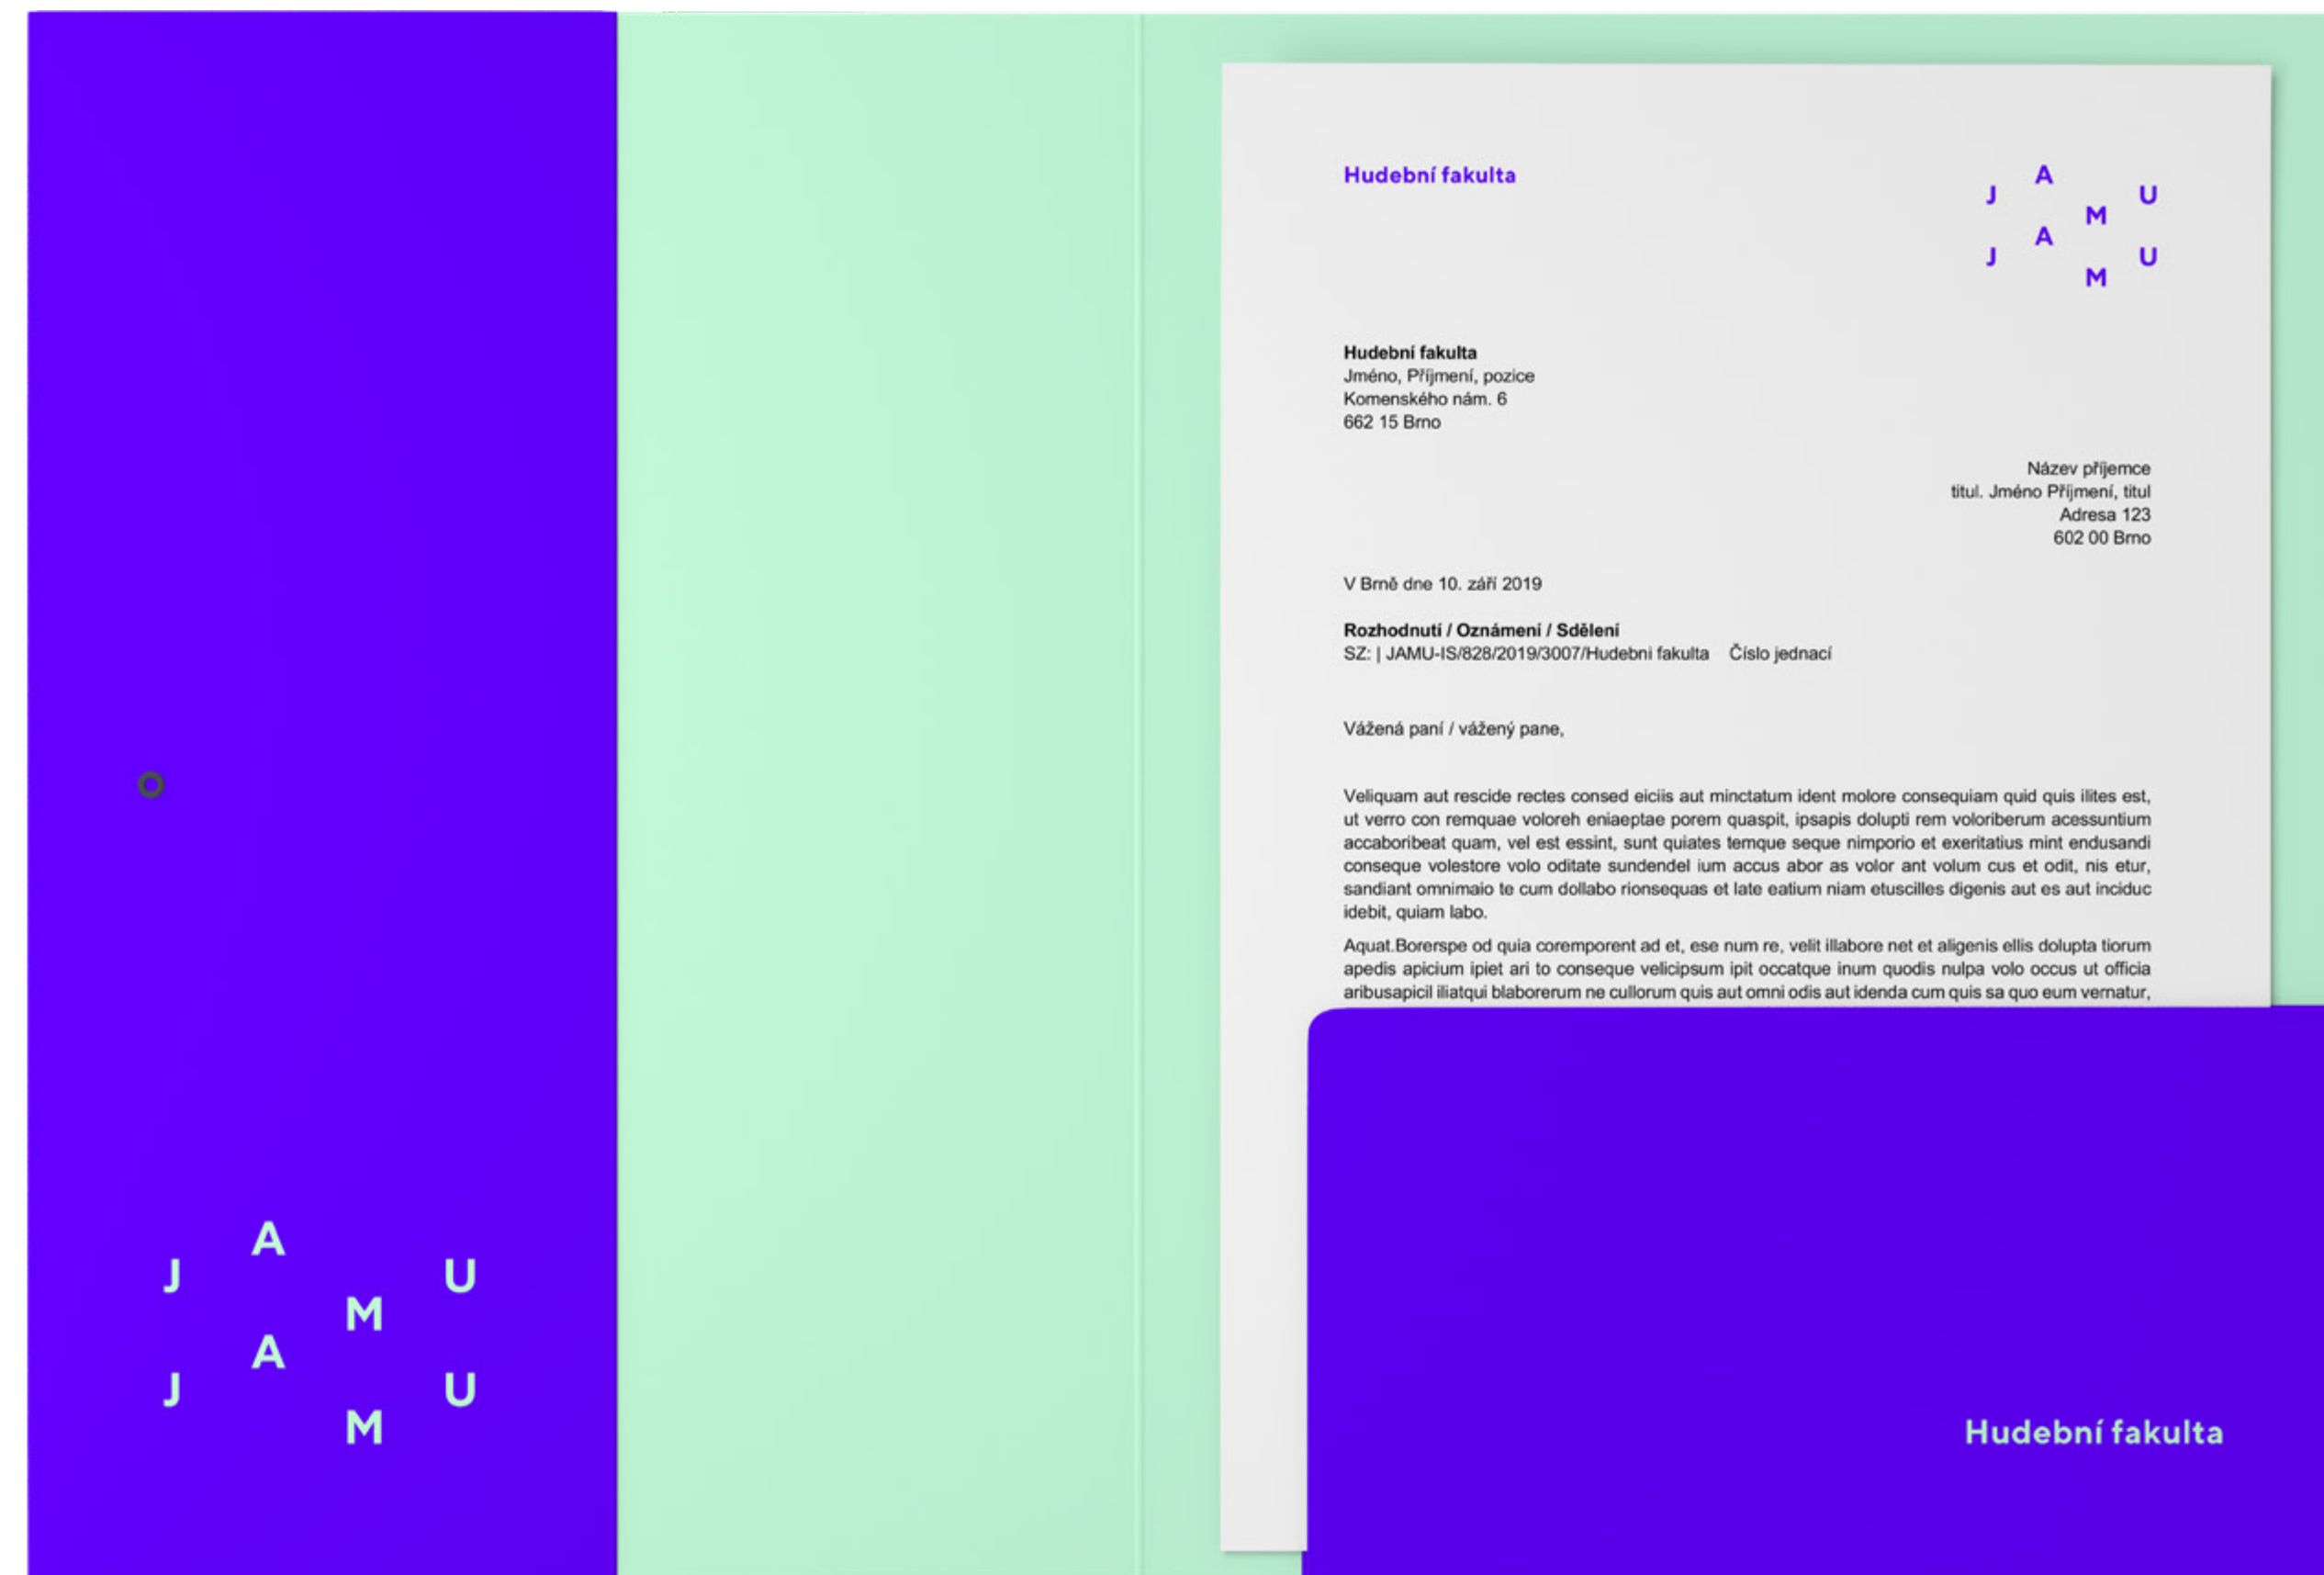 J A M U
J A M U
Hudební fakulta
J A M U
J A M U
Hudební fakulta
Jméno, Příjmení, pozice
Komenského nám. 6
662 15 Brno
Název příjemce
titul. Jméno Příjmení, titul
Adresa 123
602 00 Brno
V Brně dne 10. září 2019
Rozhodnutí / Oznámení / Sdělení
SZ: | JAMU-IS/828/2019/3007/Hudebni fakulta Číslo jednací
Vážená paní / vážený pane,
Veliquam aut rescide rectes consed eiciis aut minctatum ident molore consequiam quid quis ilites est,
ut verro con remquae voloreh eniaeptae porem quaspit, ipsapis dolupti rem voloriberum acessuntium
accaboribeat quam, vel est essint, sunt quiates temque seque nimporio et exeritatius mint endusandi
conseque volestore volo oditate sundendel ium accus abor as volor ant volum cus et odit, nis etur,
sandiant omnimaio te cum dollabo rionsequas et late eatium niam etuscilles digenis aut es aut inciduc
idebit, quiam labo.
Aquat.Borerspe od quia coremporent ad et, ese num re, velit illabore net et aligenis ellis dolupta tiorum
apedis apicium ipiet ari to conseque velicipsum ipit occatque inum quodis nulpa volo occus ut officia
aribusapicil iliatqui blaborerum ne cullorum quis aut omni odis aut idenda cum quis sa quo eum vernatur,
Hudební fakulta